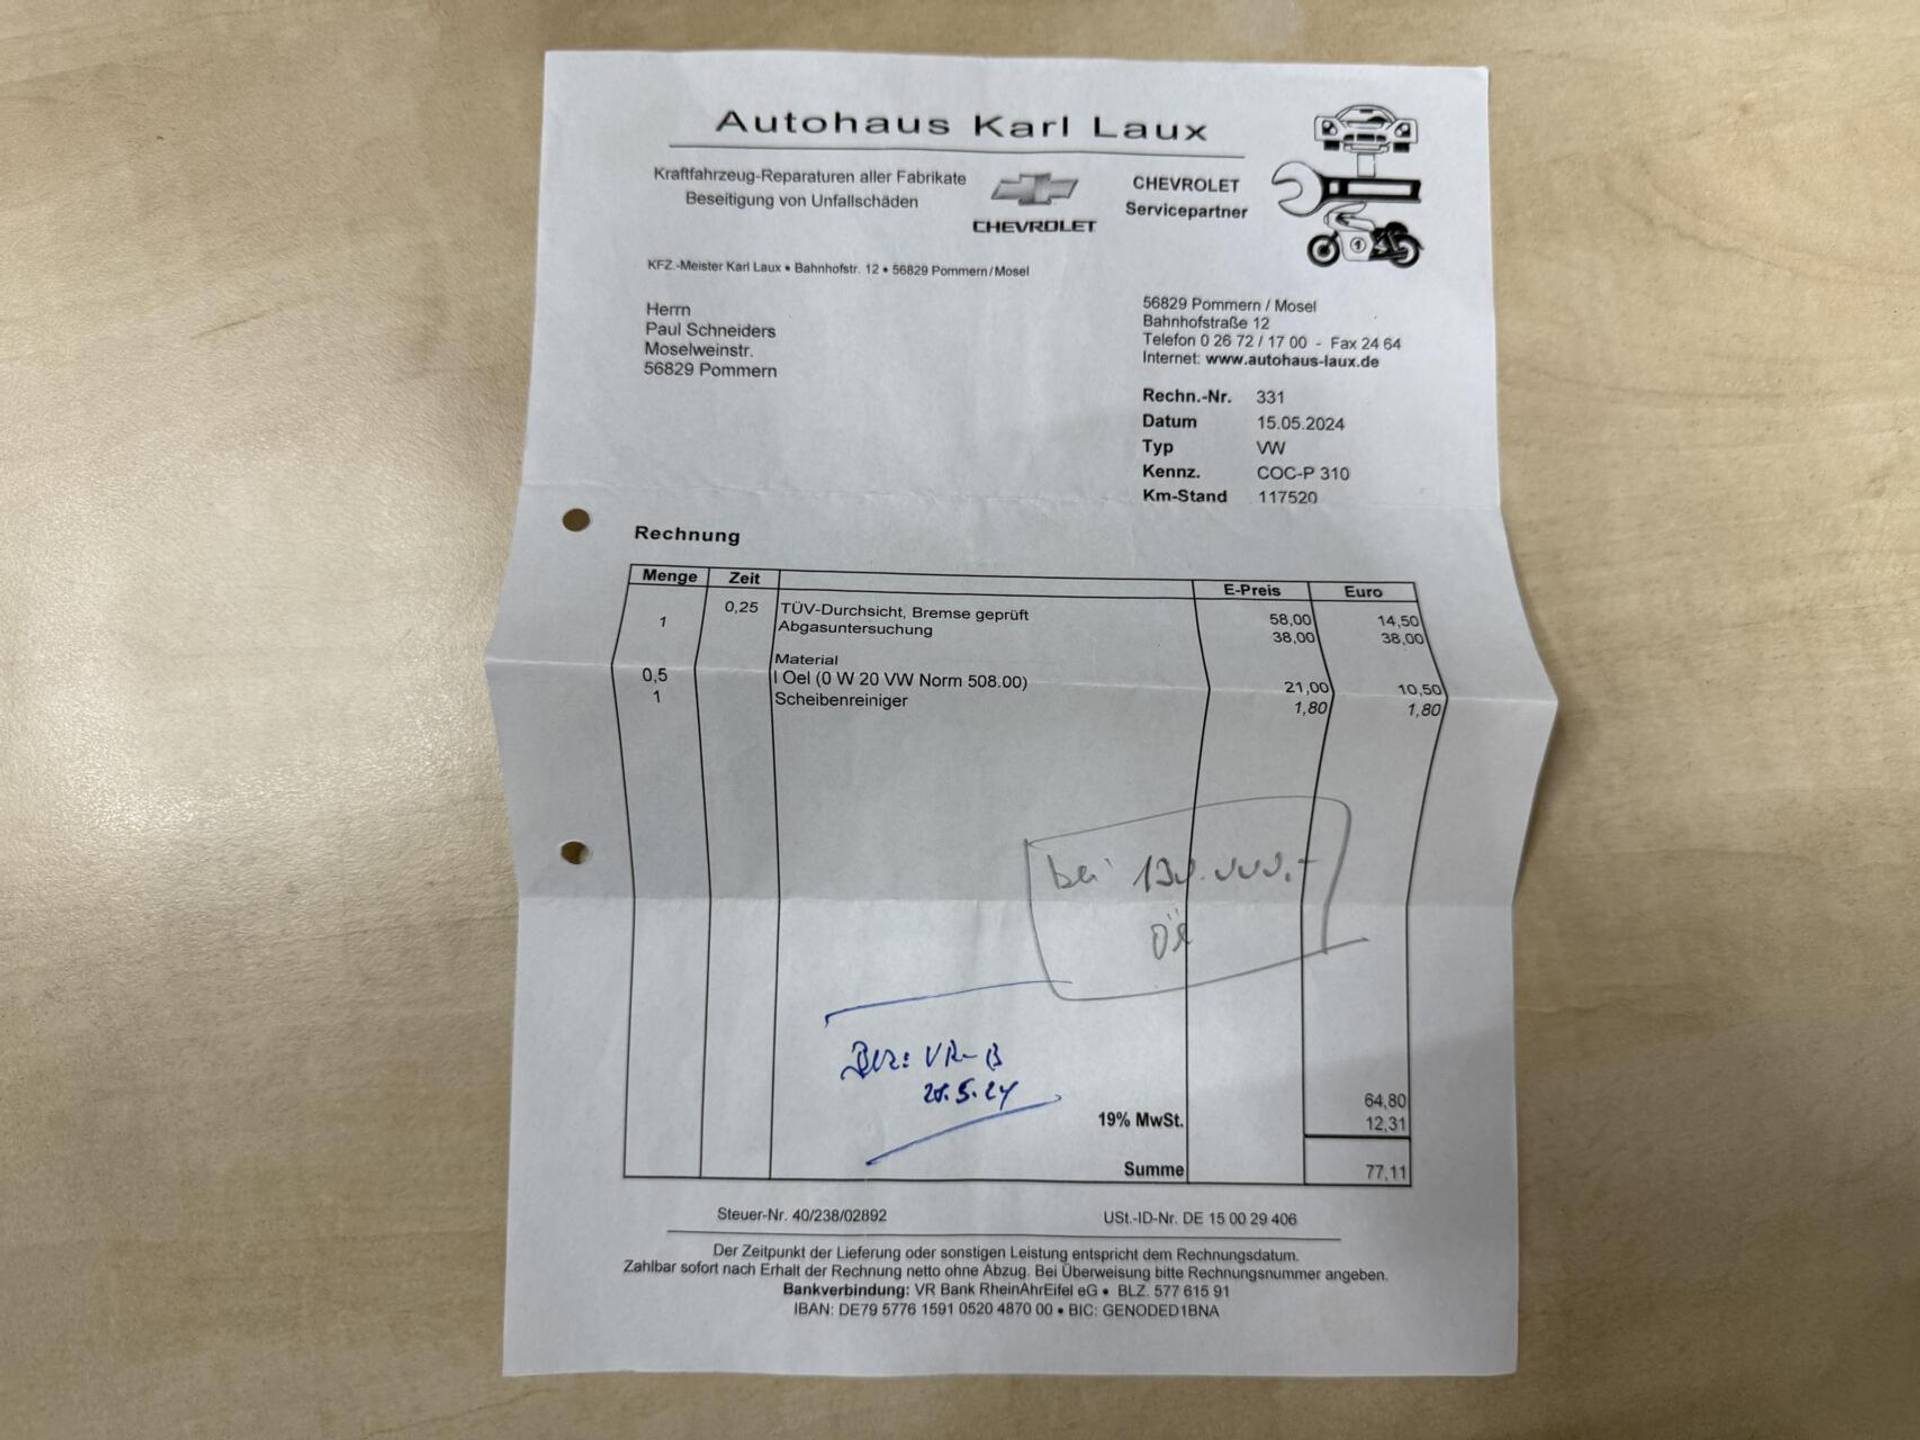 Autohaus Karl Laux
Kraftfahrzeug-Reparaturen aller Fabrikate
Beseitigung von Unfallschäden
CHEVROLET
CHEVROLET
Servicepartner
1
KFZ.-Meister Karl Laux • Bahnhofstr. 12 • 56829 Pommern/Mosel
Herrn
Paul Schneiders
Moselweinstr.
56829 Pommern
56829 Pommern / Mosel
Bahnhofstraße 12
Telefon 0 26 72 / 17 00 - Fax 24 64
Internet: www.autohaus-laux.de
Rechn.-Nr. 331
Datum 15.05.2024
Typ VW
Kennz. COC-P 310
Km-Stand 117520
Rechnung
Menge Zeit E-Preis Euro
0,25 TÜV-Durchsicht, Bremse geprüft 58,00 14,50
1 Abgasuntersuchung 38,00 38,00
Material
0,5 l Oel (0 W 20 VW Norm 508.00) 21,00 10,50
1 Scheibenreiniger 1,80 1,80
bei
Öl
VR-B
5.24
64,80
19% MwSt. 12,31
Summe 77,11
Steuer-Nr. 40/238/02892 USt.-ID-Nr. DE 15 00 29 406
Der Zeitpunkt der Lieferung oder sonstigen Leistung entspricht dem Rechnungsdatum.
Zahlbar sofort nach Erhalt der Rechnung netto ohne Abzug. Bei Überweisung bitte Rechnungsnummer angeben.
Bankverbindung: VR Bank RheinAhrEifel eG • BLZ. 577 615 91
IBAN: DE79 5776 1591 0520 4870 00 • BIC: GENODED1BNA